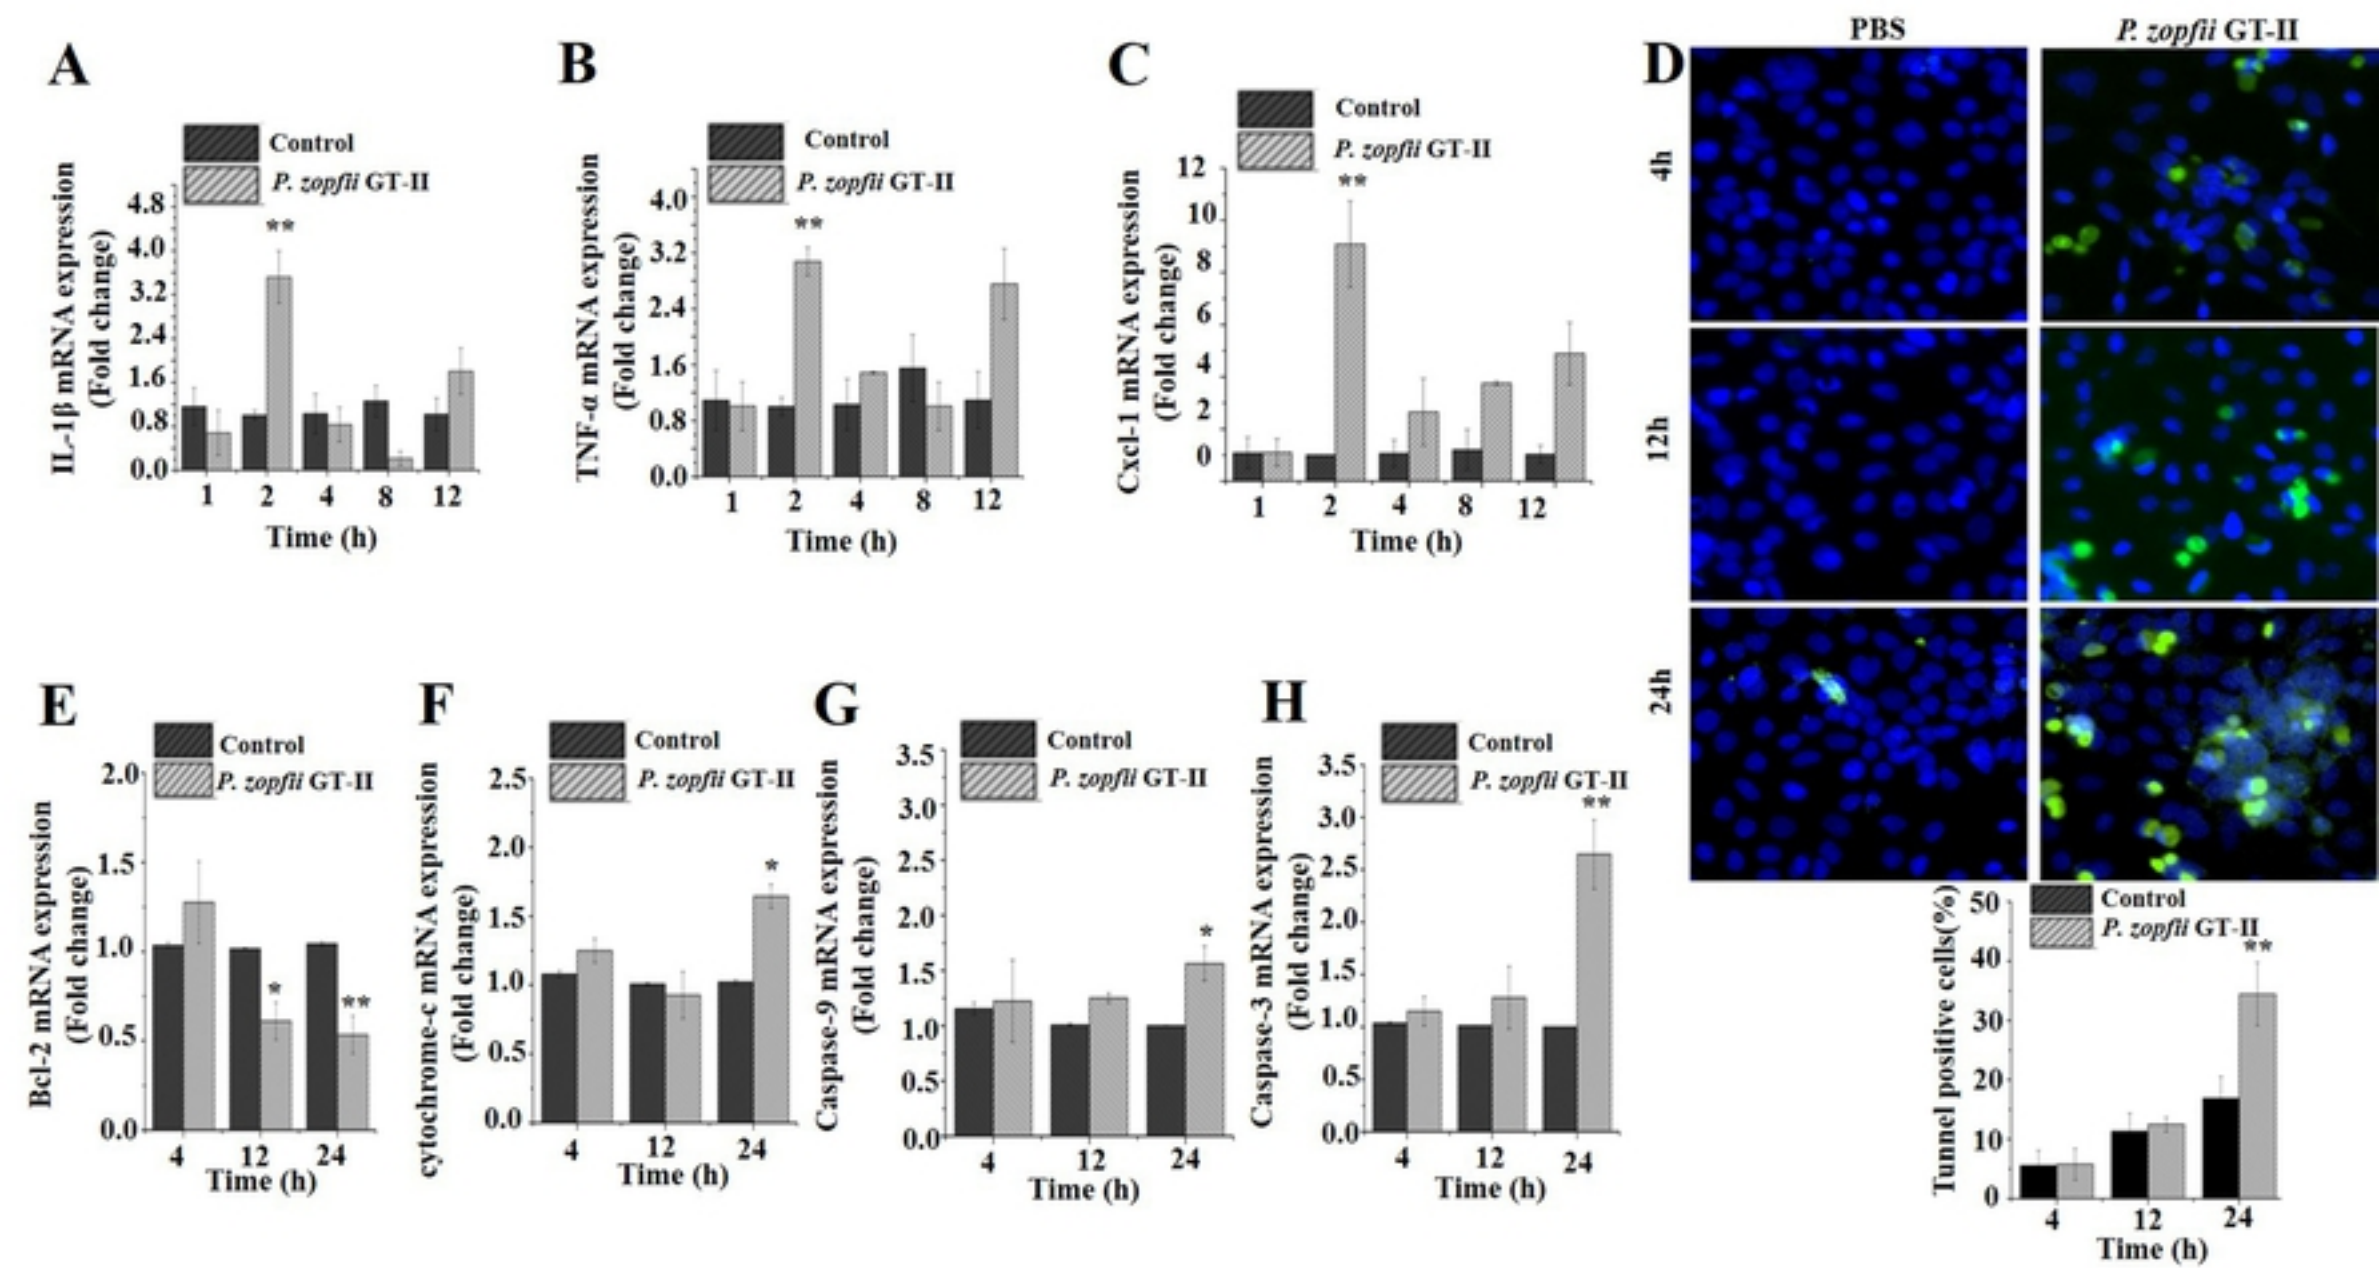 A
Control
P. zopfii GT-II
IL-1β mRNA expression
(Fold change)
4.8
4.0
3.2
2.4
1.6
0.8
0.0
**
1 2 4 8 12
Time (h)
B
Control
P. zopfii GT-II
TNF-α mRNA expression
(Fold change)
4.0
3.2
2.4
1.6
0.8
0.0
**
1 2 4 8 12
Time (h)
C
Control
P. zopfii GT-II
Cxcl-1 mRNA expression
(Fold change)
12
10
8
6
4
2
0
**
1 2 4 8 12
Time (h)
D
PBS
P. zopfii GT-II
4h
12h
24h
Tunnel positive cells(%)
50
40
30
20
10
0
Control
P. zopfii GT-II
**
4 12 24
Time (h)
E
Control
P. zopfii GT-II
Bcl-2 mRNA expression
(Fold change)
2.0
1.5
1.0
0.5
0.0
*
**
4 12 24
Time (h)
F
Control
P. zopfii GT-II
cytochrome-c mRNA expression
(Fold change)
2.5
2.0
1.5
1.0
0.5
0.0
*
4 12 24
Time (h)
G
Control
P. zopfii GT-II
Caspase-9 mRNA expression
(Fold change)
3.5
3.0
2.5
2.0
1.5
1.0
0.5
0.0
*
4 12 24
Time (h)
H
Control
P. zopfii GT-II
Caspase-3 mRNA expression
(Fold change)
3.5
3.0
2.5
2.0
1.5
1.0
0.5
0.0
**
4 12 24
Time (h)